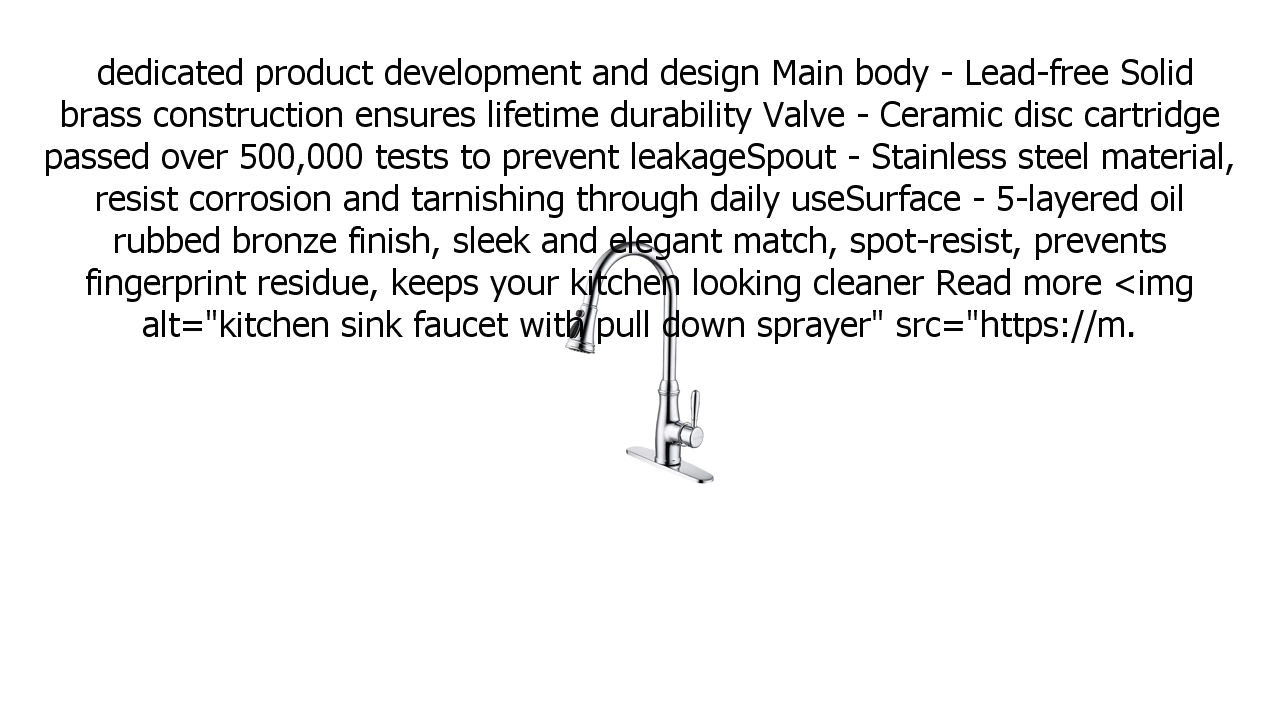 dedicated product development and design Main body - Lead-free Solid
brass construction ensures lifetime durability Valve - Ceramic disc cartridge
passed over 500,000 tests to prevent leakageSpout - Stainless steel material,
resist corrosion and tarnishing through daily useSurface - 5-layered oil
rubbed bronze finish, sleek and elegant match, spot-resist, prevents
fingerprint residue, keeps your kitchen looking cleaner Read more <img
alt="kitchen sink faucet with pull down sprayer" src="https://m.